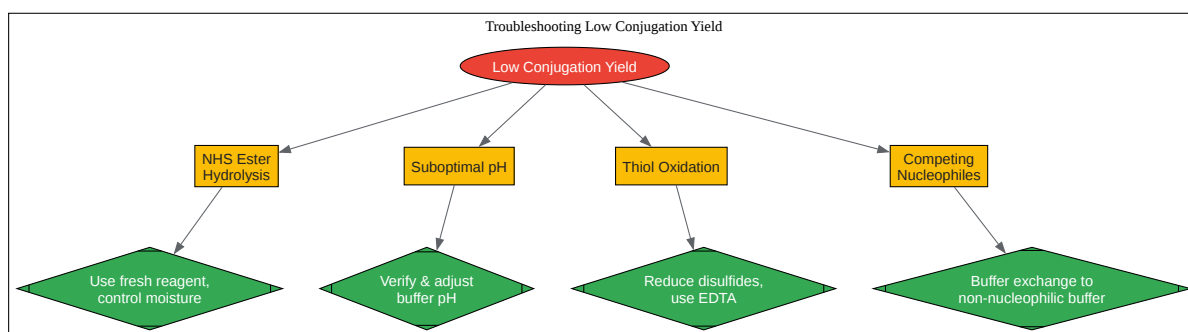 Troubleshooting Low Conjugation Yield
Low Conjugation Yield
NHS Ester
Hydrolysis
Suboptimal pH
Thiol Oxidation
Competing
Nucleophiles
Use fresh reagent,
control moisture
Verify & adjust
buffer pH
Reduce disulfides,
use EDTA
Buffer exchange to
non-nucleophilic buffer